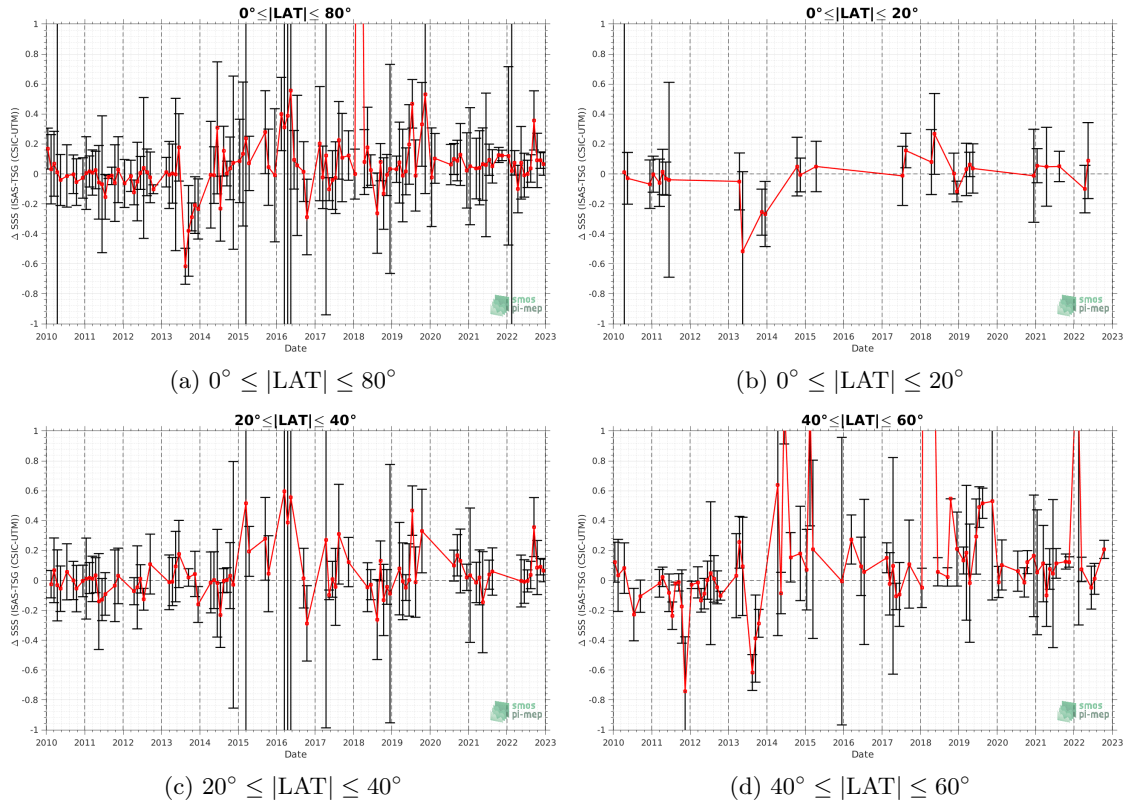 0°≤|LAT|≤ 80°
Δ SSS (ISAS-TSG (CSIC-UTM))
1
0.8
0.6
0.4
0.2
0
-0.2
-0.4
-0.6
-0.8
-1
2010 2011 2012 2013 2014 2015 2016 2017 2018 2019 2020 2021 2022 2023
Date
smos
pi-mep
(a) 0° ≤ |LAT| ≤ 80°
0°≤|LAT|≤ 20°
Δ SSS (ISAS-TSG (CSIC-UTM))
1
0.8
0.6
0.4
0.2
0
-0.2
-0.4
-0.6
-0.8
-1
2010 2011 2012 2013 2014 2015 2016 2017 2018 2019 2020 2021 2022 2023
Date
smos
pi-mep
(b) 0° ≤ |LAT| ≤ 20°
20°≤|LAT|≤ 40°
Δ SSS (ISAS-TSG (CSIC-UTM))
1
0.8
0.6
0.4
0.2
0
-0.2
-0.4
-0.6
-0.8
-1
2010 2011 2012 2013 2014 2015 2016 2017 2018 2019 2020 2021 2022 2023
Date
smos
pi-mep
(c) 20° ≤ |LAT| ≤ 40°
40°≤|LAT|≤ 60°
Δ SSS (ISAS-TSG (CSIC-UTM))
1
0.8
0.6
0.4
0.2
0
-0.2
-0.4
-0.6
-0.8
-1
2010 2011 2012 2013 2014 2015 2016 2017 2018 2019 2020 2021 2022 2023
Date
smos
pi-mep
(d) 40° ≤ |LAT| ≤ 60°